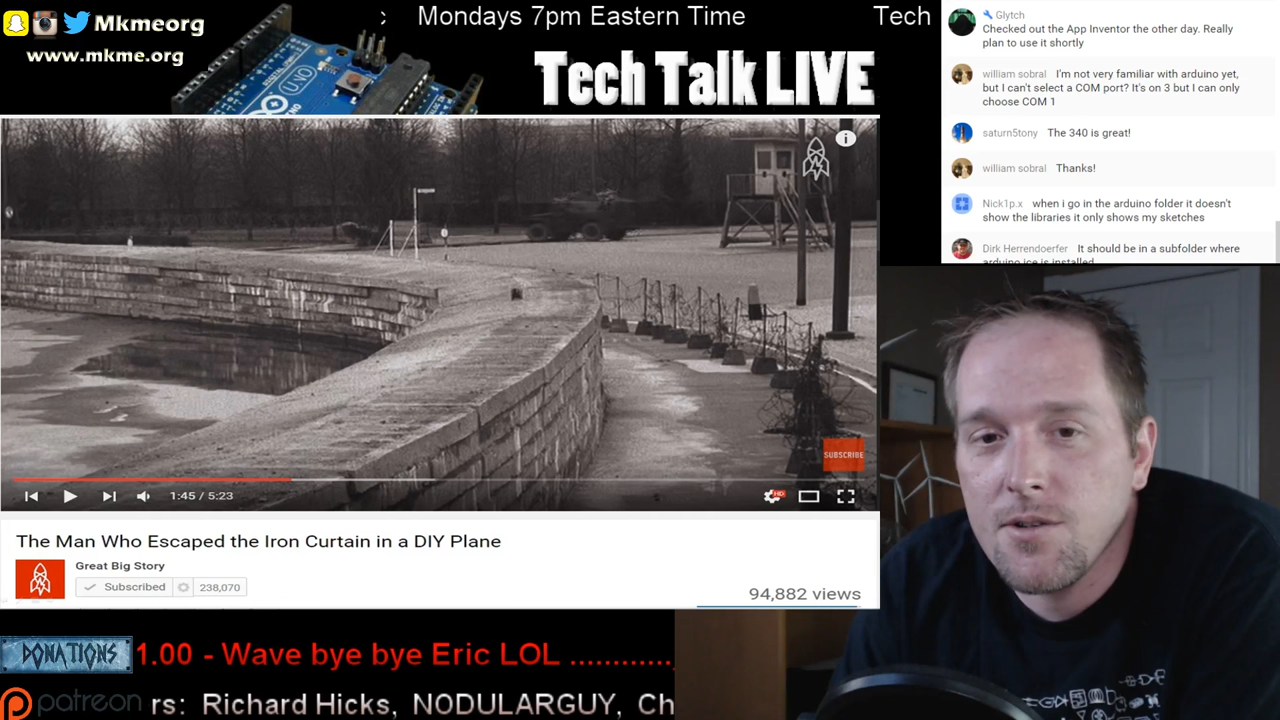 Mkmeorg
www.mkme.org
Mondays 7pm Eastern Time
Tech
Tech Talk LIVE
UNO
SUBSCRIBE
1:45 / 5:23
HD
The Man Who Escaped the Iron Curtain in a DIY Plane
Great Big Story
Subscribed
238,070
94,882 views
DONATIONS
1.00 - Wave bye bye Eric LOL ............
patreon
rs: Richard Hicks, NODULARGUY, Ch
Glytch
Checked out the App Inventor the other day. Really
plan to use it shortly
william sobral I'm not very familiar with arduino yet,
but I can't select a COM port? It's on 3 but I can only
choose COM 1
saturn5tony The 340 is great!
william sobral Thanks!
Nick1p.x when i go in the arduino folder it doesn't
show the libraries it only shows my sketches
Dirk Herrendoerfer It should be in a subfolder where
arduino ice is installed